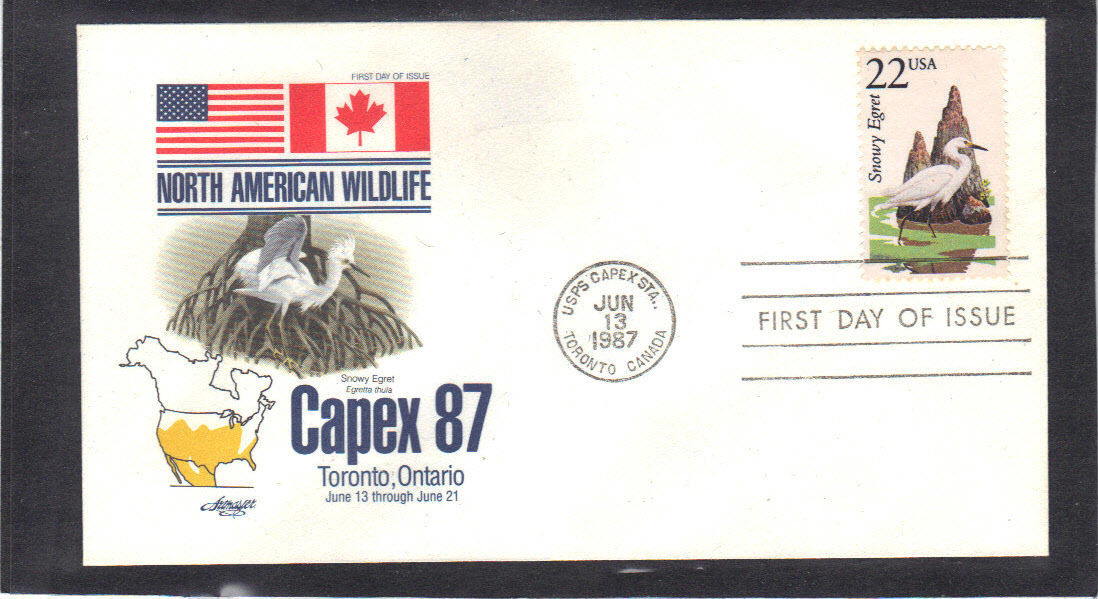 FIRST DAY OF ISSUE
NORTH AMERICAN WILDLIFE
Snowy Egret
Egretta thula
Capex 87
Toronto, Ontario
June 13 through June 21
Artmaster
USPS CAPEX STA..
JUN
13
1987
TORONTO CANADA
22 USA
Snowy Egret
FIRST DAY OF ISSUE